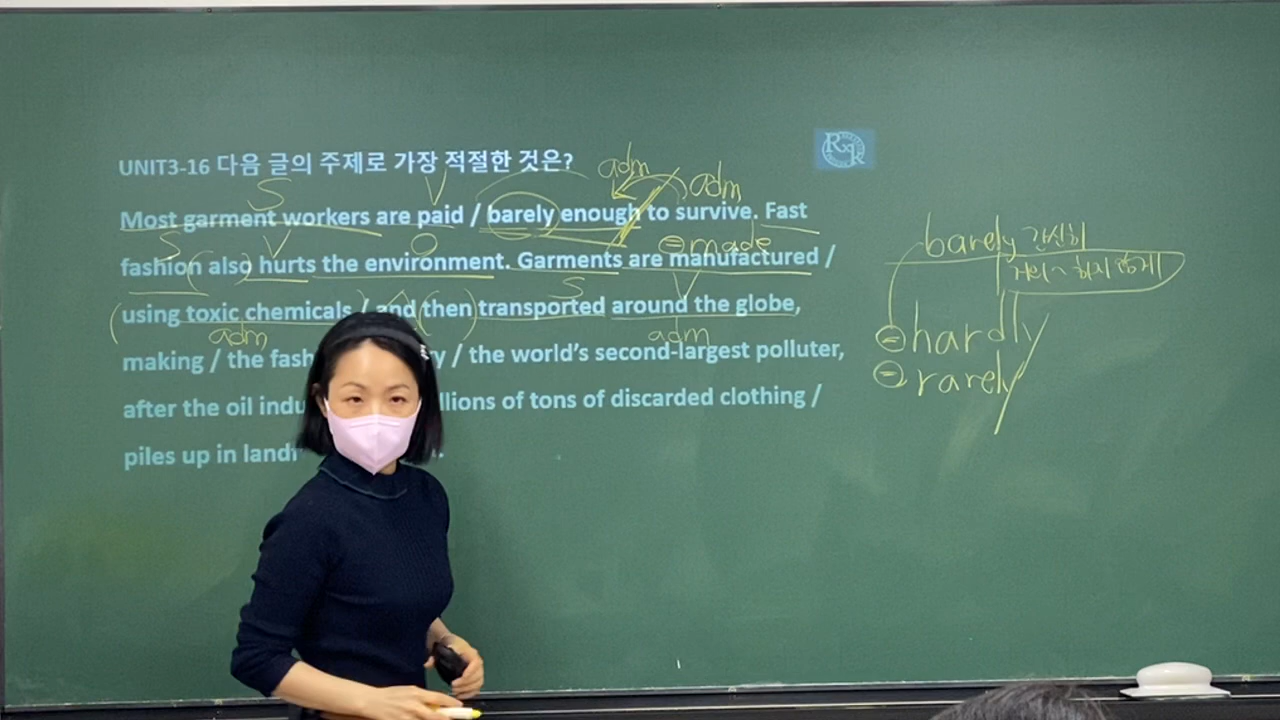 UNIT3-16 다음 글의 주제로 가장 적절한 것은?
adm
S V adm
Most garment workers are paid / barely enough to survive. Fast
S V O = made
fashion also hurts the environment. Garments are manufactured /
S V
using toxic chemicals / and then transported around the globe,
adm adm
making / the fash y / the world's second-largest polluter,
after the oil indu llions of tons of discarded clothing /
piles up in landf
barely 간신히
거의 ~ 하지 않게
= hardly
= rarely
RGR